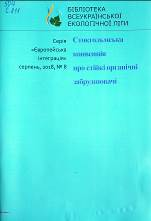 БІБЛІОТЕКА
ВСЕУКРАЇНСЬКОЇ
ЕКОЛОГІЧНОЇ ЛІГИ
Серія
«Європейська
інтеграція»
серпень, 2018, № 8
Стокгольмська
конвенція
про стійкі органічні
забруднювачі